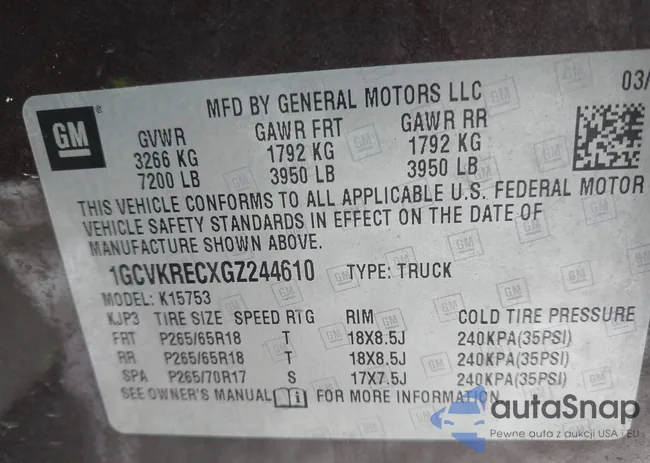 MFD BY GENERAL MOTORS LLC 03/
GM
GVWR GAWR FRT GAWR RR
3266 KG 1792 KG 1792 KG
7200 LB 3950 LB 3950 LB
THIS VEHICLE CONFORMS TO ALL APPLICABLE U.S. FEDERAL MOTOR
VEHICLE SAFETY STANDARDS IN EFFECT ON THE DATE OF
MANUFACTURE SHOWN ABOVE.
1GCVKRECXGZ244610 TYPE: TRUCK
MODEL: K15753
KJP3 TIRE SIZE SPEED RTG RIM COLD TIRE PRESSURE
FRT P265/65R18 T 18X8.5J 240KPA(35PSI)
RR P265/65R18 T 18X8.5J 240KPA(35PSI)
SPA P265/70R17 S 17X7.5J 240KPA(35PSI)
SEE OWNER'S MANUAL i FOR MORE INFORMATION
autaSnap
Pewne auta z aukcji USA i EU